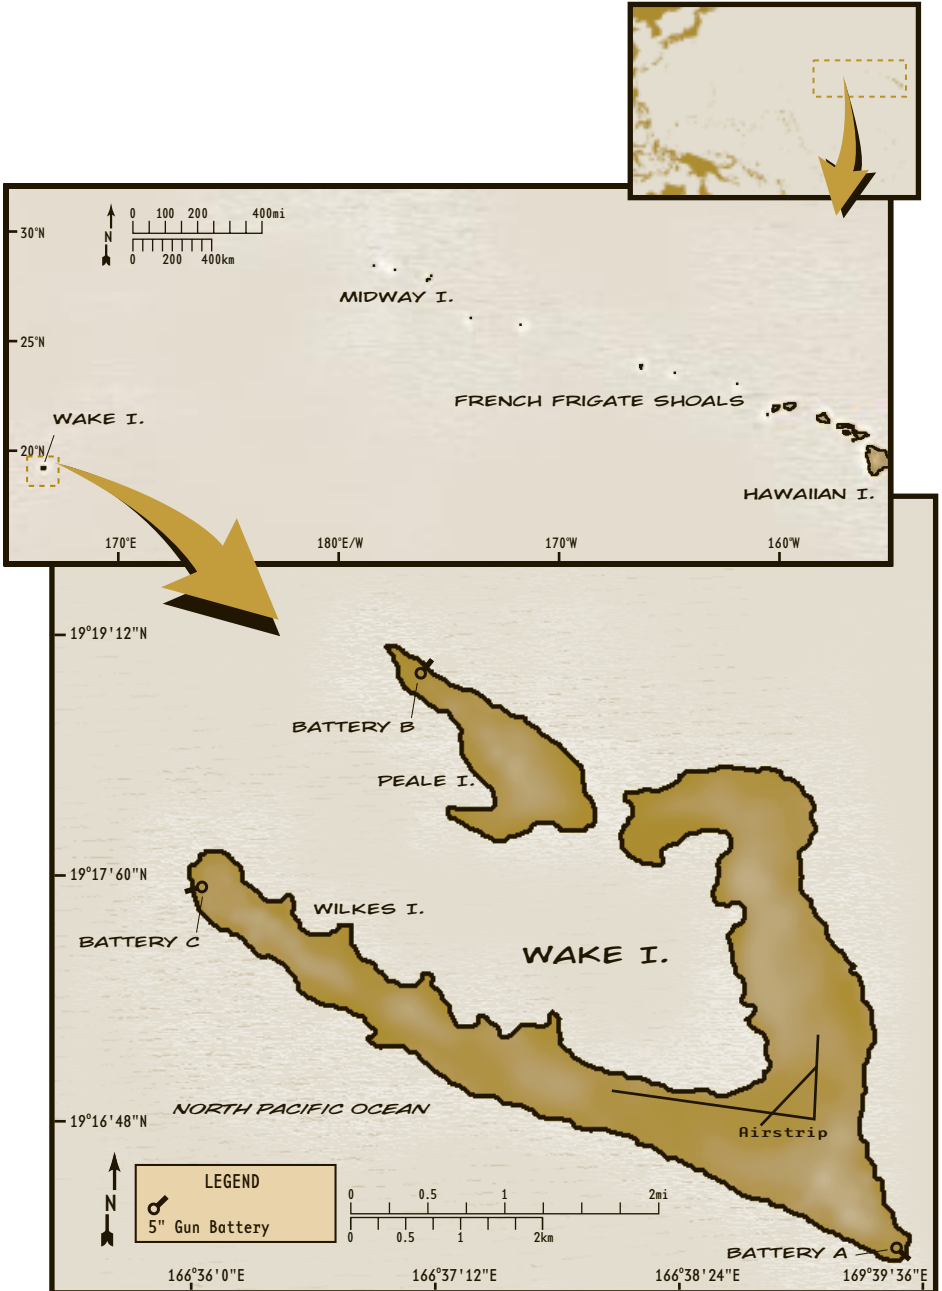 0 100 200 400mi
N
0 200 400km
30°N
MIDWAY I.
25°N
FRENCH FRIGATE SHOALS
WAKE I.
20°N
HAWAIIAN I.
170°E 180°E/W 170°W 160°W
19°19'12"N
BATTERY B
PEALE I.
19°17'60"N
WILKES I.
BATTERY C
WAKE I.
NORTH PACIFIC OCEAN
19°16'48"N
Airstrip
N
LEGEND
5" Gun Battery
0 0.5 1 2mi
0 0.5 1 2km
BATTERY A
166°36'0"E 166°37'12"E 166°38'24"E 169°39'36"E